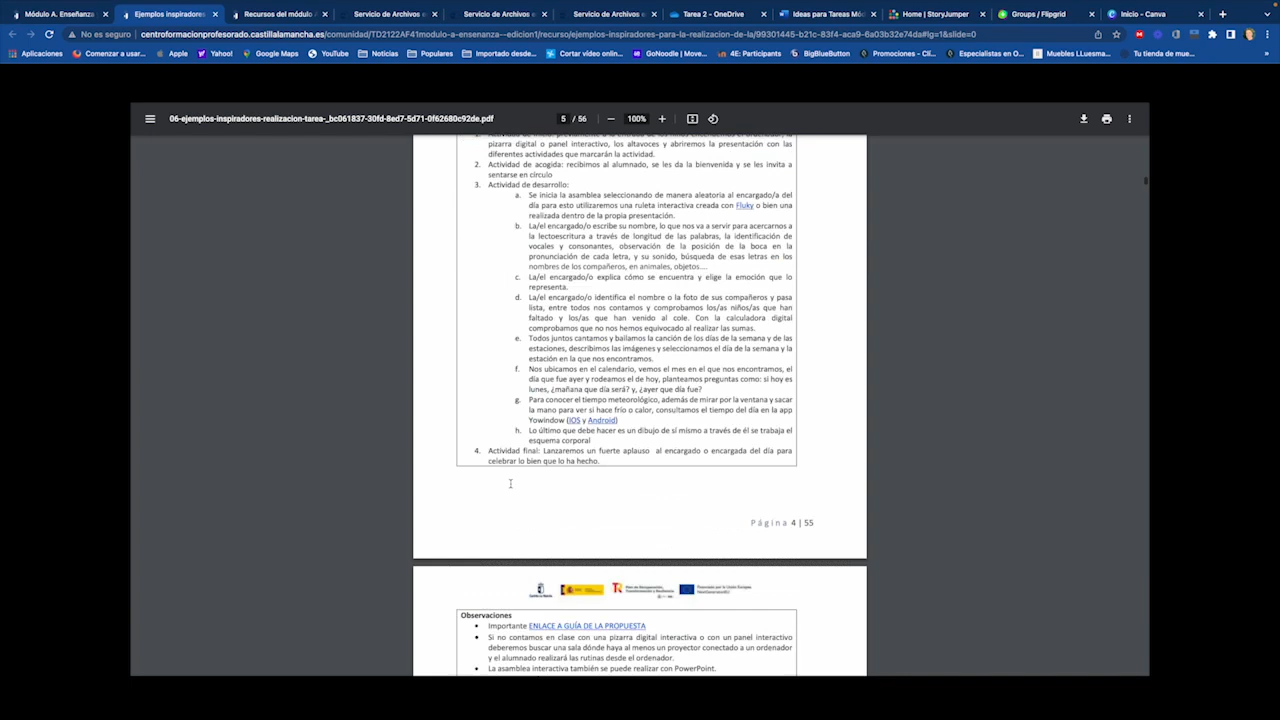 Módulo A. Enseñanza
Ejemplos inspiradores
Recursos del módulo A
Servicio de Archivos e
Servicio de Archivos e
Servicio de Archivos e
Tarea 2 - OneDrive
Ideas para Tareas Mód
Home | StoryJumper
Groups / Flipgrid
Inicio - Canva
No es seguro | centroformacionprofesorado.castillalamancha.es/comunidad/TD2122AF41modulo-a-ensenanza--edicion1/recurso/ejemplos-inspiradores-para-la-realizacion-de-la/99301445-b21c-83f4-aca9-6a03b32e74da#lg=1&slide=0
Aplicaciones
Comenzar a usar...
Apple
Yahoo!
Google Maps
YouTube
Noticias
Populares
Importado desde...
Cortar vídeo onlin...
GoNoodle | Move...
4E: Participants
BigBlueButton
Promociones - Cli...
Especialistas en O...
Muebles LLuesma...
Tu tienda de mue...
06-ejemplos-inspiradores-realizacion-tarea-_bc061837-30fd-8ed7-5d71-0f62680c92de.pdf
5 / 56
100%
pizarra digital o panel interactivo, los altavoces y abriremos la presentación con las
diferentes actividades que marcarán la actividad.
2. Actividad de acogida: recibimos al alumnado, se les da la bienvenida y se les invita a
sentarse en círculo
3. Actividad de desarrollo:
a. Se inicia la asamblea seleccionando de manera aleatoria al encargado/a del
día para esto utilizaremos una ruleta interactiva creada con Fluky o bien una
realizada dentro de la propia presentación.
b. La/el encargado/o escribe su nombre, lo que nos va a servir para acercarnos a
la lectoescritura a través de longitud de las palabras, la identificación de
vocales y consonantes, observación de la posición de la boca en la
pronunciación de cada letra, y su sonido, búsqueda de esas letras en los
nombres de los compañeros, en animales, objetos....
c. La/el encargado/o explica cómo se encuentra y elige la emoción que lo
representa.
d. La/el encargado/o identifica el nombre o la foto de sus compañeros y pasa
lista, entre todos nos contamos y comprobamos los/as niños/as que han
faltado y los/as que han venido al cole. Con la calculadora digital
comprobamos que no nos hemos equivocado al realizar las sumas.
e. Todos juntos cantamos y bailamos la canción de los días de la semana y de las
estaciones, describimos las imágenes y seleccionamos el día de la semana y la
estación en la que nos encontramos.
f. Nos ubicamos en el calendario, vemos el mes en el que nos encontramos, el
día que fue ayer y rodeamos el de hoy, planteamos preguntas como: si hoy es
lunes, ¿mañana que día será? y, ¿ayer que día fue?
g. Para conocer el tiempo meteorológico, además de mirar por la ventana y sacar
la mano para ver si hace frío o calor, consultamos el tiempo del día en la app
Yowindow (IOS y Android)
h. Lo último que debe hacer es un dibujo de sí mismo a través de él se trabaja el
esquema corporal
4. Actividad final: Lanzaremos un fuerte aplauso al encargado o encargada del día para
celebrar lo bien que lo ha hecho.
Página 4 | 55
Observaciones
• Importante ENLACE A GUÍA DE LA PROPUESTA
• Si no contamos en clase con una pizarra digital interactiva o con un panel interactivo
deberemos buscar una sala dónde haya al menos un proyector conectado a un ordenador
y el alumnado realizará las rutinas desde el ordenador.
• La asamblea interactiva también se puede realizar con PowerPoint.